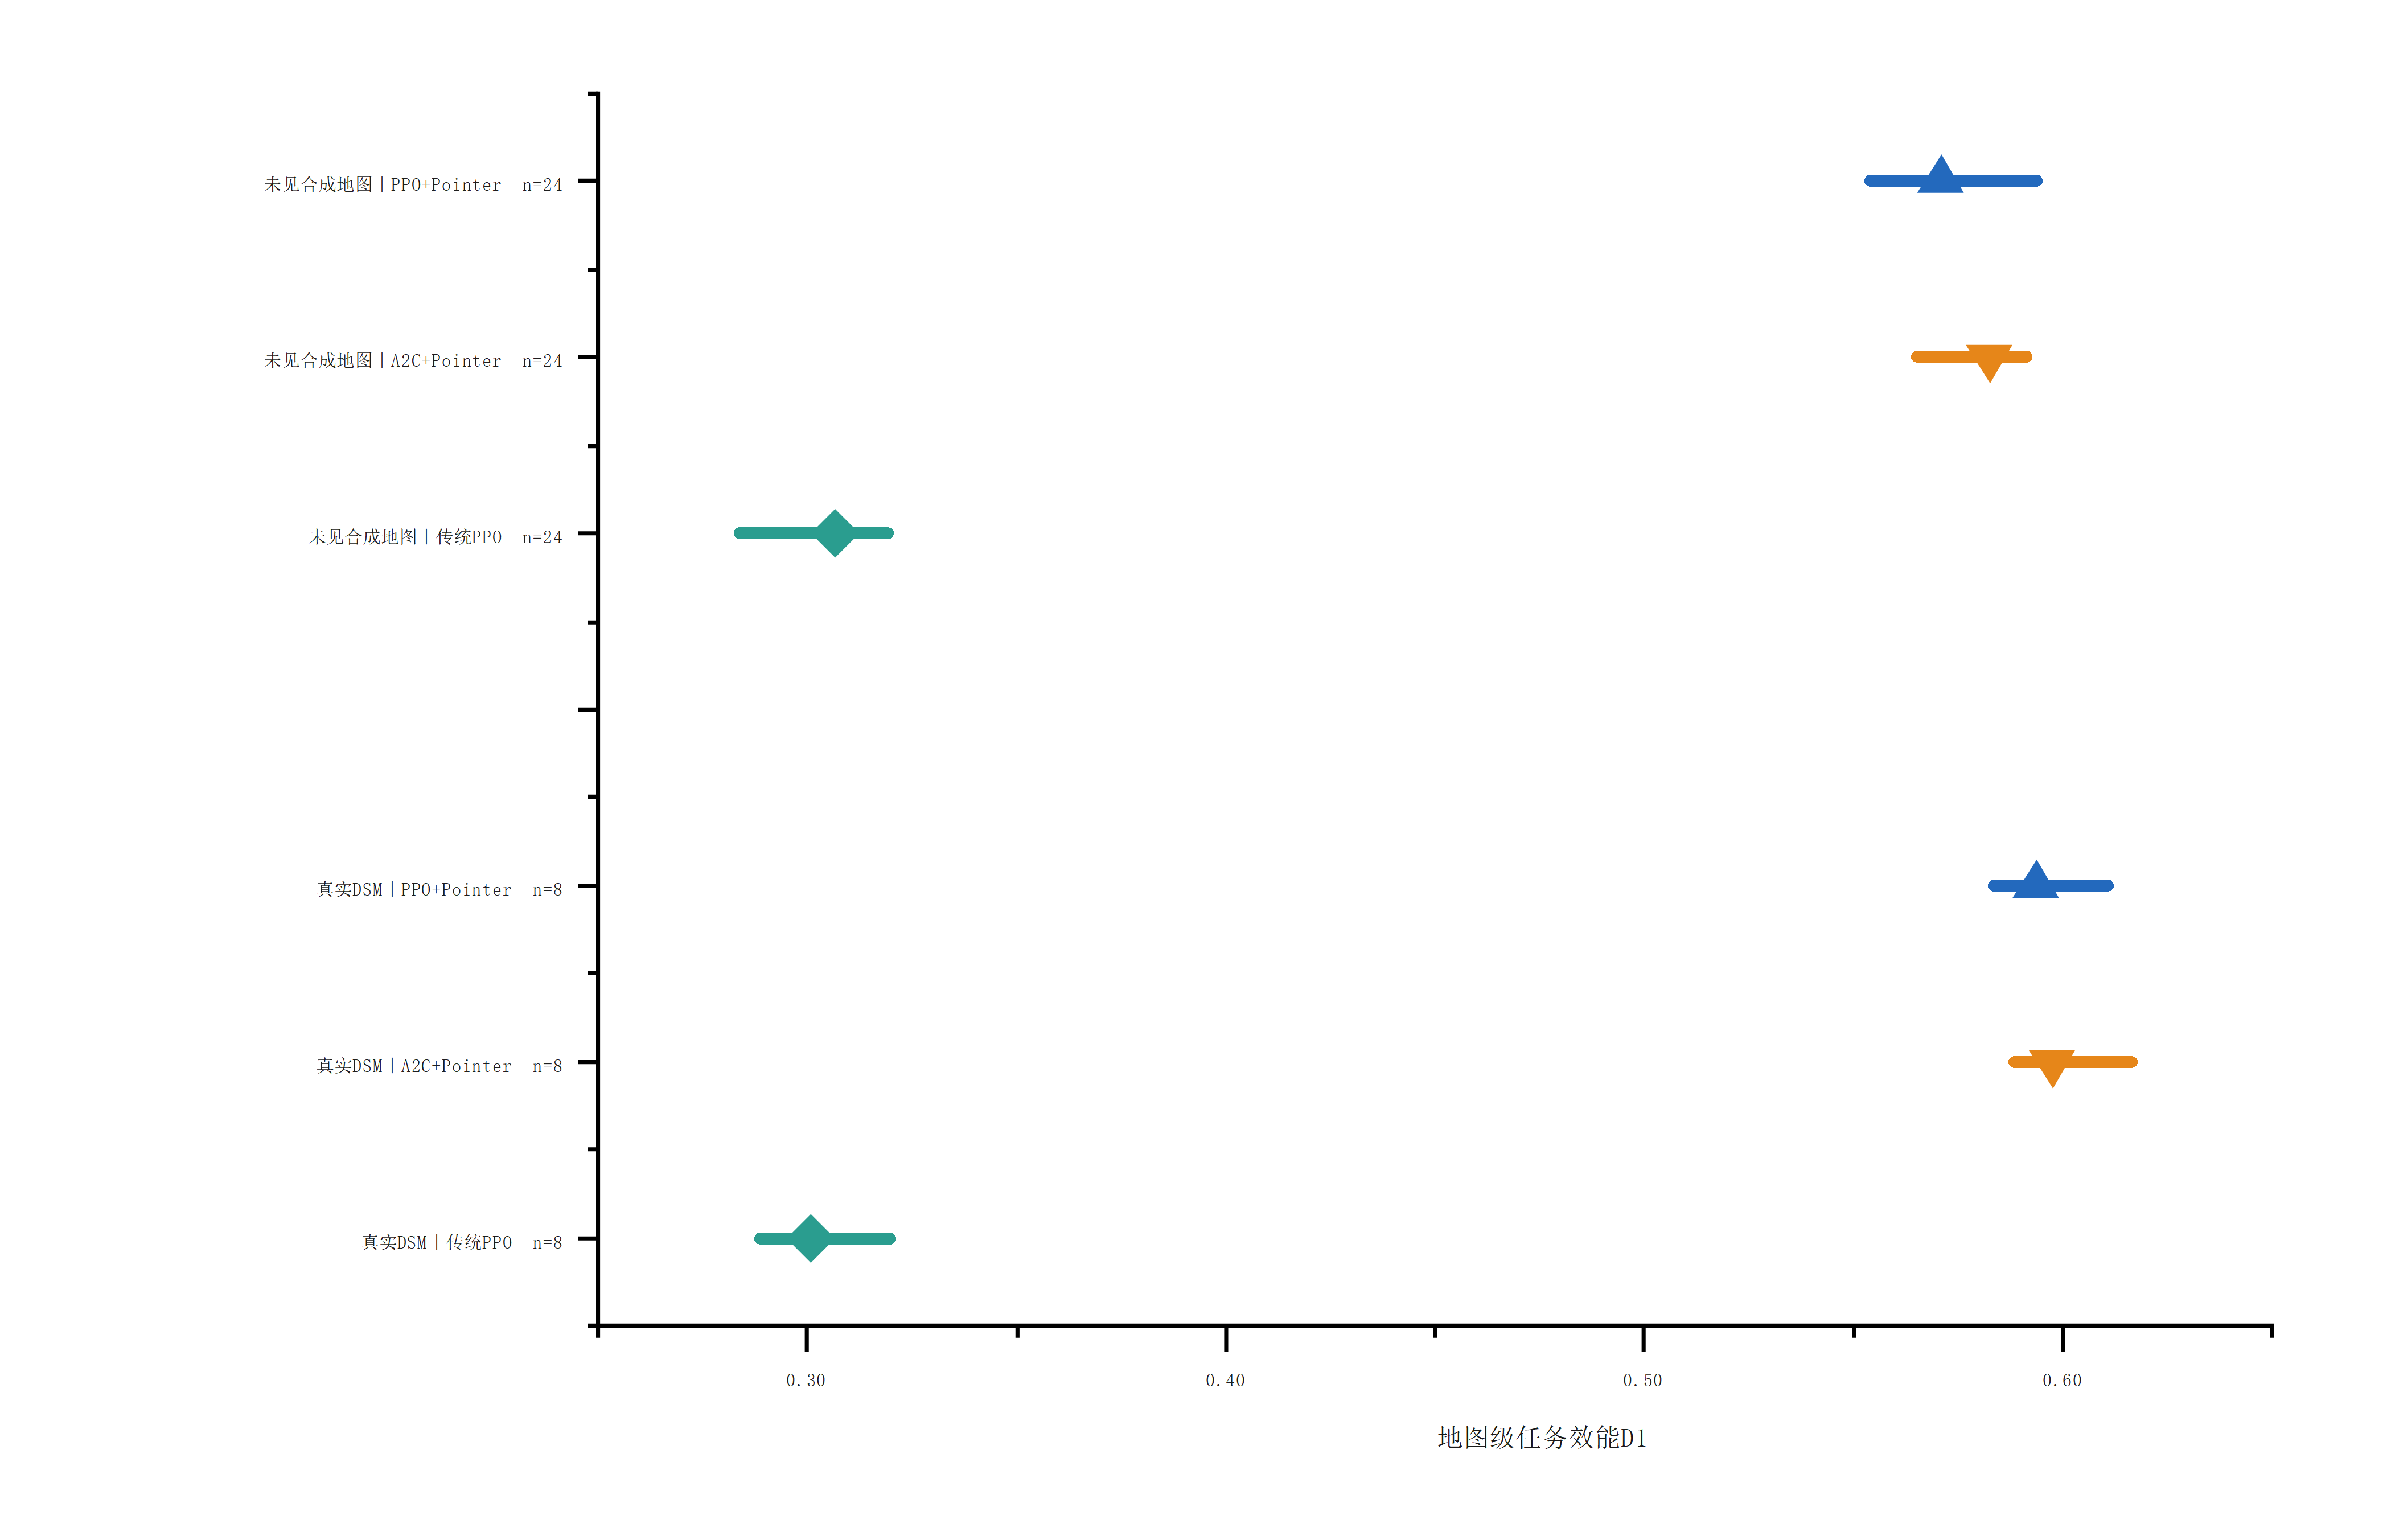 未见合成地图|PPO+Pointer  n=24
未见合成地图|A2C+Pointer  n=24
未见合成地图|传统PPO  n=24
真实DSM|PPO+Pointer  n=8
真实DSM|A2C+Pointer  n=8
真实DSM|传统PPO  n=8
0.30 0.40 0.50 0.60
地图级任务效能D1